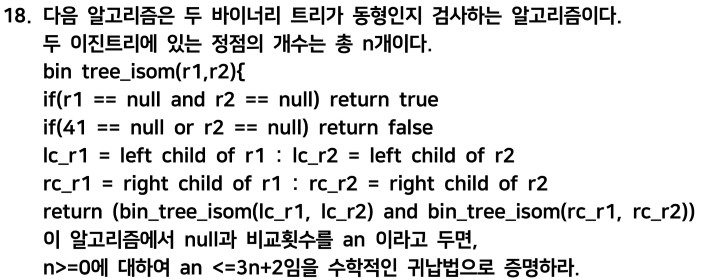 18. 다음 알고리즘은 두 바이너리 트리가 동형인지 검사하는 알고리즘이다.
두 이진트리에 있는 정점의 개수는 총 n개이다.
bin tree_isom(r1,r2){
if(r1 == null and r2 == null) return true
if(41 == null or r2 == null) return false
lc_r1 = left child of r1 : lc_r2 = left child of r2
rc_r1 = right child of r1 : rc_r2 = right child of r2
return (bin_tree_isom(lc_r1, lc_r2) and bin_tree_isom(rc_r1, rc_r2))
이 알고리즘에서 null과 비교횟수를 an 이라고 두면,
n>=0에 대하여 an <=3n+2임을 수학적인 귀납법으로 증명하라.